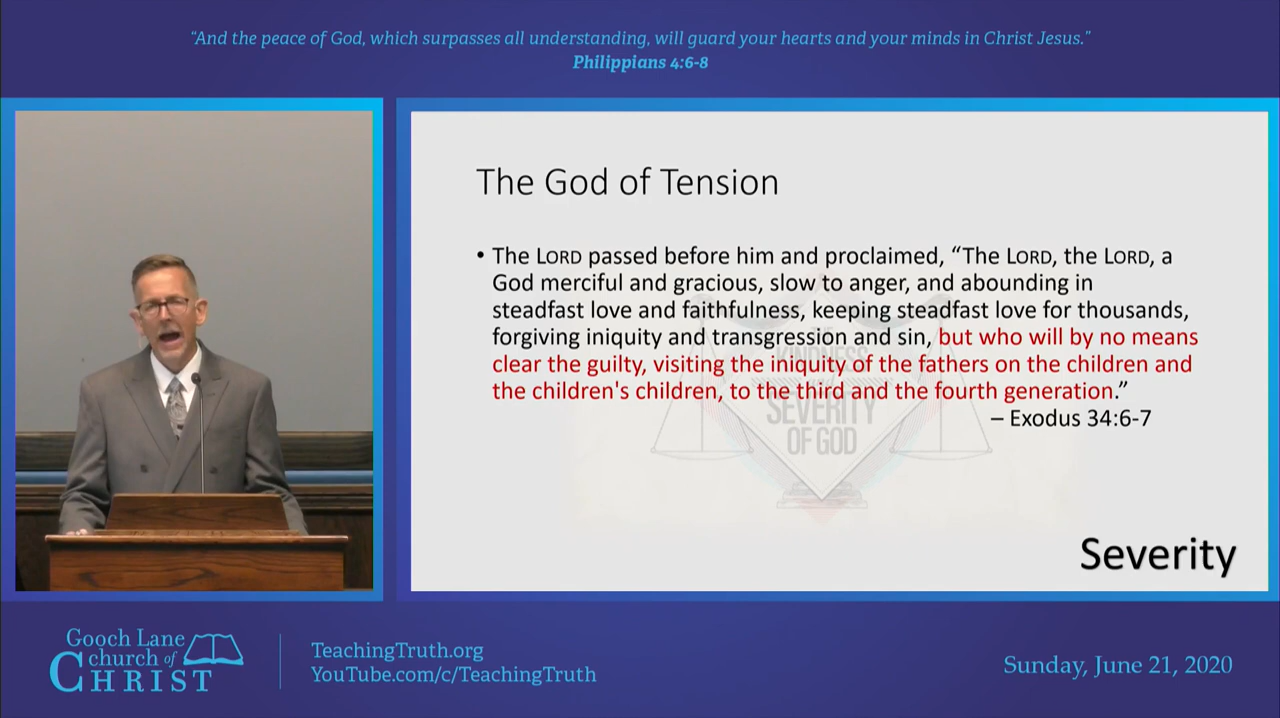 “And the peace of God, which surpasses all understanding, will guard your hearts and your minds in Christ Jesus.”
Philippians 4:6-8
The God of Tension
• The LORD passed before him and proclaimed, “The LORD, the LORD, a
God merciful and gracious, slow to anger, and abounding in
steadfast love and faithfulness, keeping steadfast love for thousands,
forgiving iniquity and transgression and sin, but who will by no means
clear the guilty, visiting the iniquity of the fathers on the children and
the children's children, to the third and the fourth generation.”
– Exodus 34:6-7
THE
KINDNESS
SEVERITY
OF GOD
Severity
Gooch Lane
church of
CHRIST
TeachingTruth.org
YouTube.com/c/TeachingTruth
Sunday, June 21, 2020